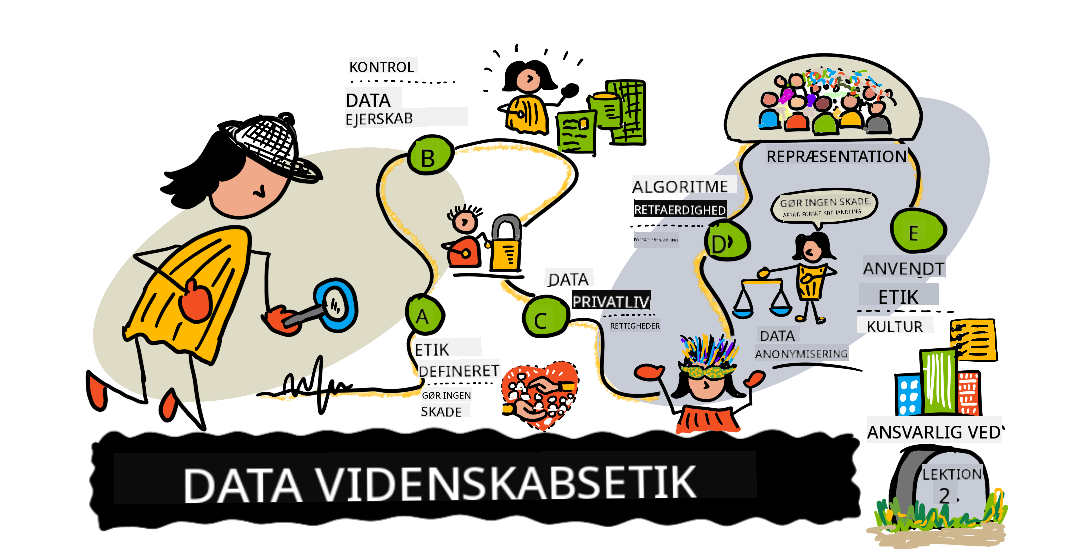 KONTROL
DATA
EJERSKAB
B
REPRÆSENTATION
ALGORITME
RETFAERDIGHED
D
GØR INGEN SKADE.
E
ANVENDT
ETIK
KULTUR
A
ETIK
DEFINERET
GØR INGEN
SKADE
C
DATA
PRIVATLIV
RETTIGHEDER
DATA
ANONYMISERING
ANSVARLIG VED
LEKTION
2.
DATA VIDENSKABSETIK